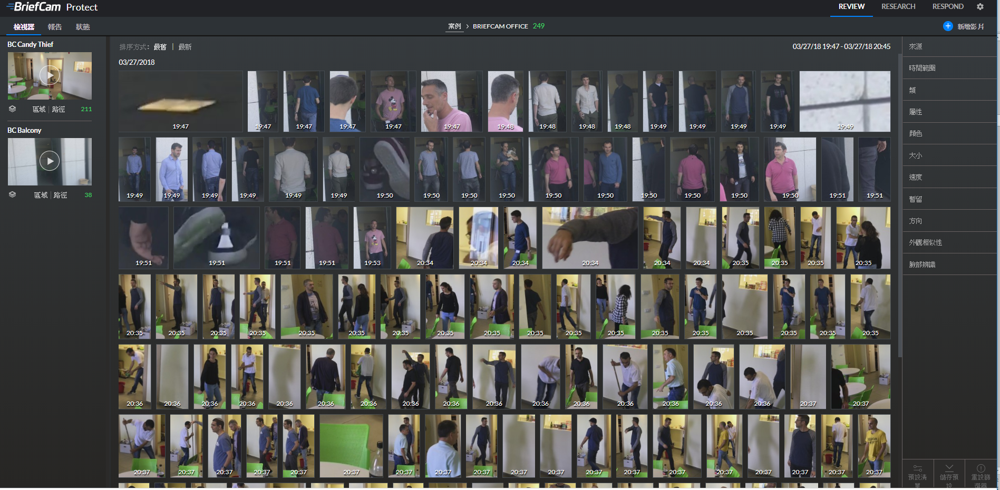 BriefCam Protect
REVIEW RESEARCH RESPOND
檢視器 報告 狀態
案例 > BRIEFCAM OFFICE 249
新增影片
BC Candy Thief
區域 | 路徑 211
BC Balcony
區域 | 路徑 38
排序方式: 最舊 | 最新
03/27/18 19:47 - 03/27/18 20:45
03/27/2018
19:47 19:47 19:47 19:47 19:47 19:47 19:48 19:48 19:48 19:48 19:49 19:49 19:49 19:49 19:49
19:49 19:49 19:49 19:49 19:49 19:49 19:50 19:50 19:50 19:50 19:50 19:50 19:50 19:50 19:50 19:50 19:51 19:51
19:51 19:51 19:51 19:51 19:53 20:34 20:34 20:34 20:34 20:34 20:34 20:35 20:35 20:35 20:35
20:35 20:35 20:35 20:35 20:35 20:35 20:35 20:35 20:35 20:35 20:35 20:35 20:35 20:35 20:35 20:35 20:35 20:35
20:36 20:36 20:36 20:36 20:36 20:36 20:36 20:36 20:36 20:36 20:36 20:36 20:36 20:36 20:36 20:36 20:37 20:37
20:37 20:37 20:37 20:37 20:37 20:37 20:37 20:37 20:37 20:37 20:37 20:37 20:37 20:37 20:37 20:37 20:37 20:37 20:37
來源
時間範圍
類
屬性
顏色
大小
速度
暫留
方向
外觀相似性
臉部辨識
預設清單
儲存預設
重設篩選器